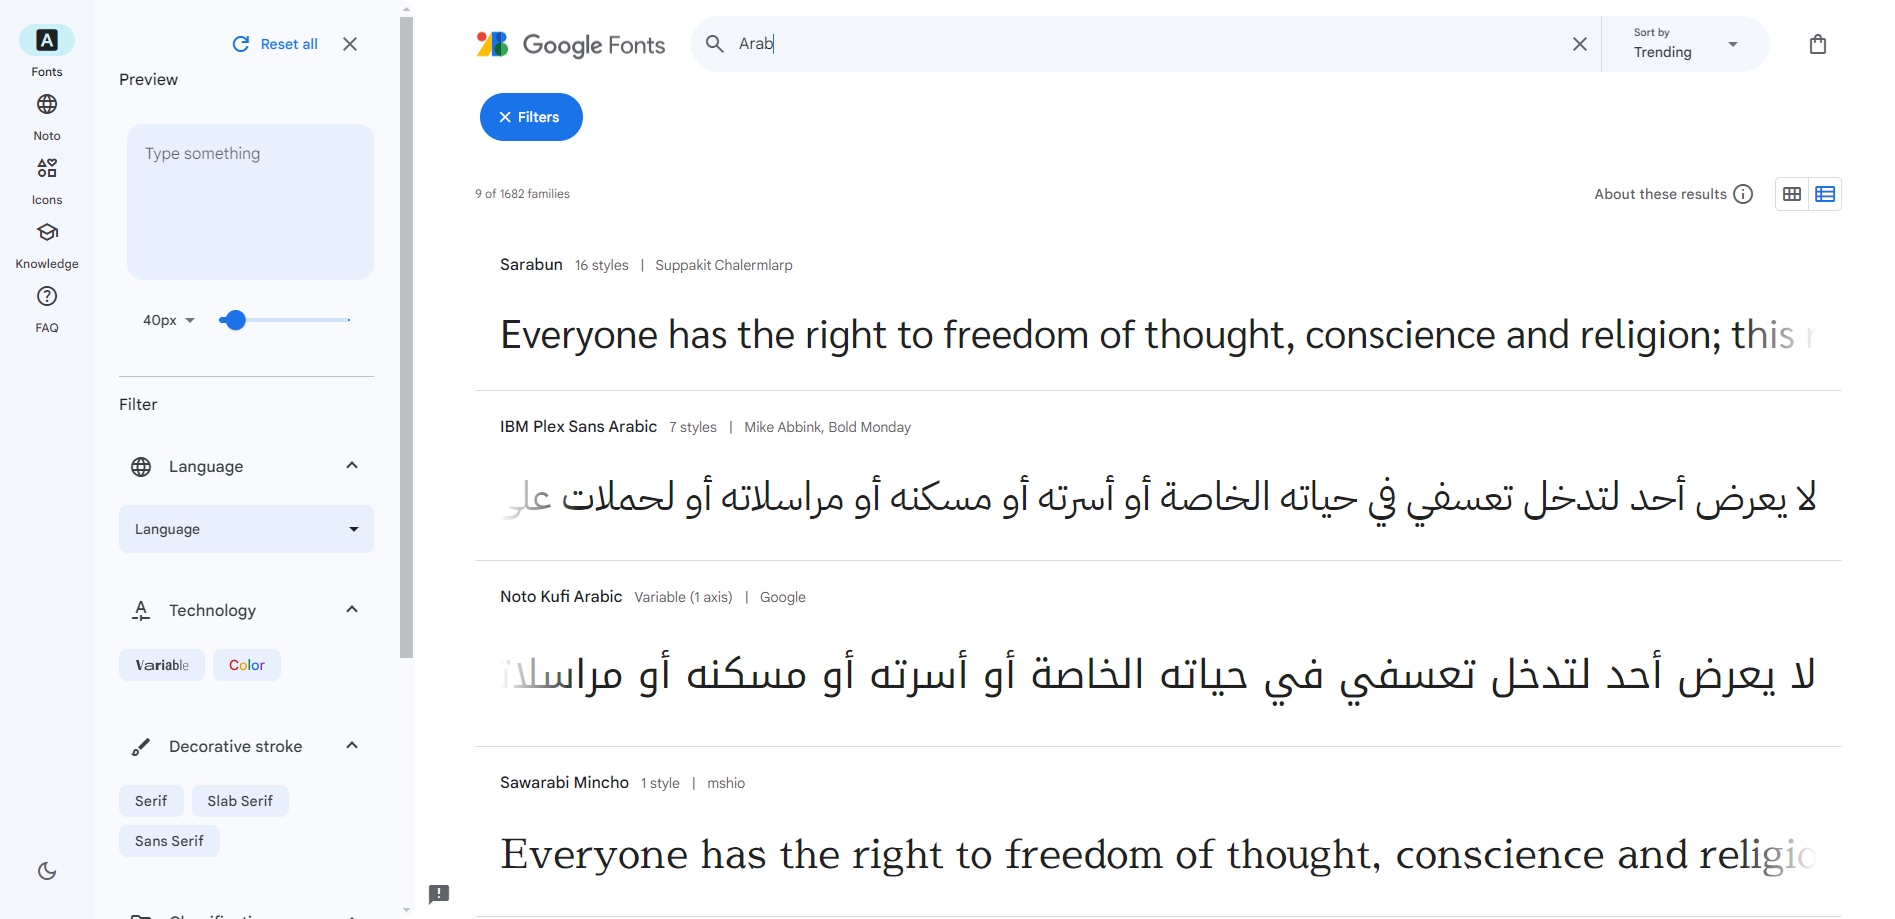 Fonts
Noto
Icons
Knowledge
FAQ
Reset all
Preview
Type something
40px
Filter
Language
Language
Technology
Variable
Color
Decorative stroke
Serif
Slab Serif
Sans Serif
Google Fonts
Arab
Sort by
Trending
Filters
9 of 1682 families
About these results
Sarabun 16 styles | Suppakit Chalermlarp
Everyone has the right to freedom of thought, conscience and religion; this
IBM Plex Sans Arabic 7 styles | Mike Abbink, Bold Monday
لا يعرض أحد لتدخل تعسفي في حياته الخاصة أو أسرته أو مسكنه أو مراسلاته أو لحملات على
Noto Kufi Arabic Variable (1 axis) | Google
لا يعرض أحد لتدخل تعسفي في حياته الخاصة أو أسرته أو مسكنه أو
Sawarabi Mincho 1 style | mshio
Everyone has the right to freedom of thought, conscience and